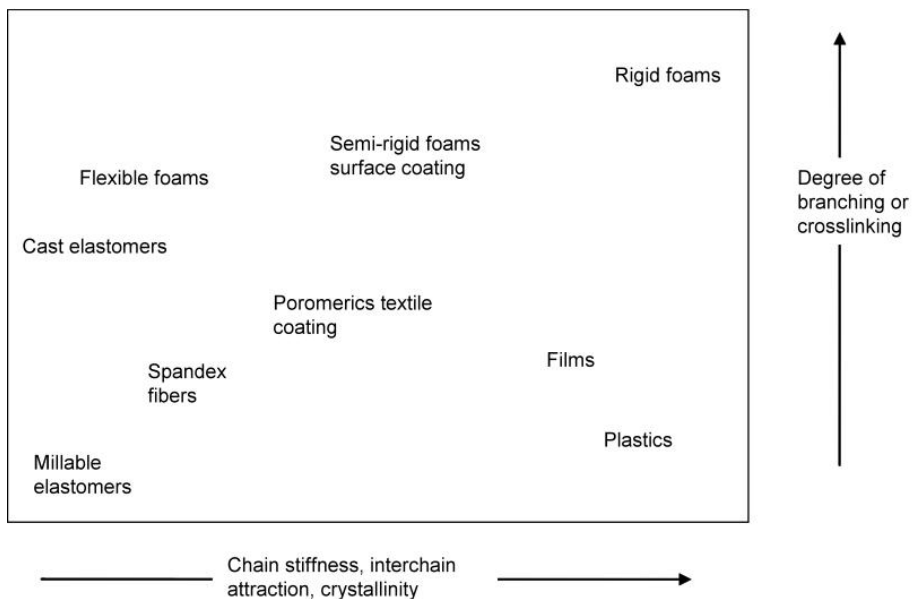 Rigid foams
Semi-rigid foams
surface coating
Flexible foams
Cast elastomers
Poromerics textile
coating
Films
Spandex
fibers
Plastics
Millable
elastomers
Degree of
branching or
crosslinking
Chain stiffness, interchain
attraction, crystallinity